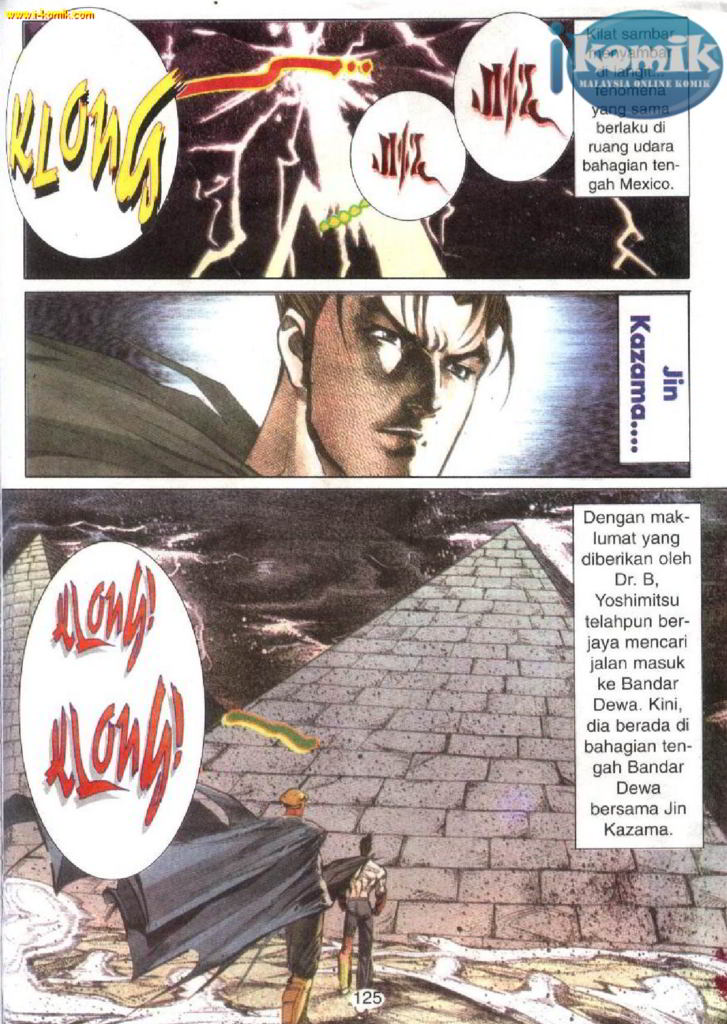 www.i-komik.com
ikomik
MALAYSIA ONLINE KOMIK
Kilat sambar
menyambar
di langit...
fenomena
yang sama
berlaku di
ruang udara
bahagian ten-
gah Mexico.
KLONG
Jin
Kazama....
Dengan mak-
lumat yang
diberikan oleh
Dr. B,
Yoshimitsu
telahpun ber-
jaya mencari
jalan masuk
ke Bandar
Dewa. Kini,
dia berada di
bahagian ten-
gah Bandar
Dewa
bersama Jin
Kazama.
KLONG!
KLONG!
125